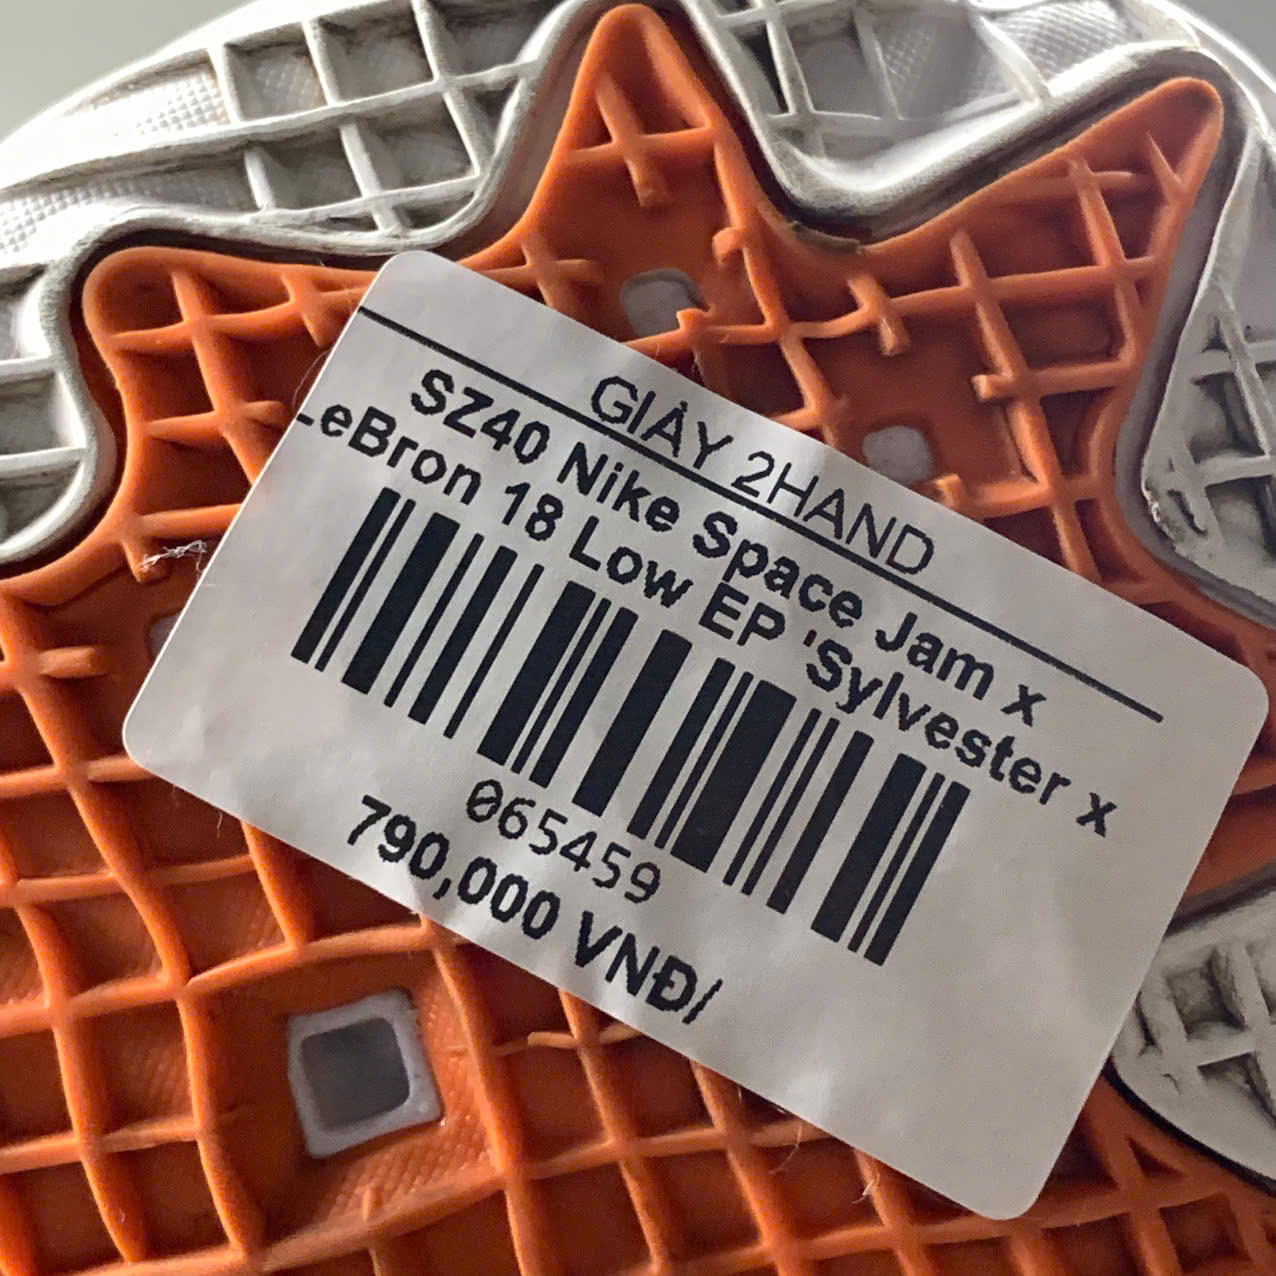 GIÀY 2HAND
SZ40 Nike Space Jam x
LeBron 18 Low EP 'Sylvester x
065459
790,000 VNĐ/